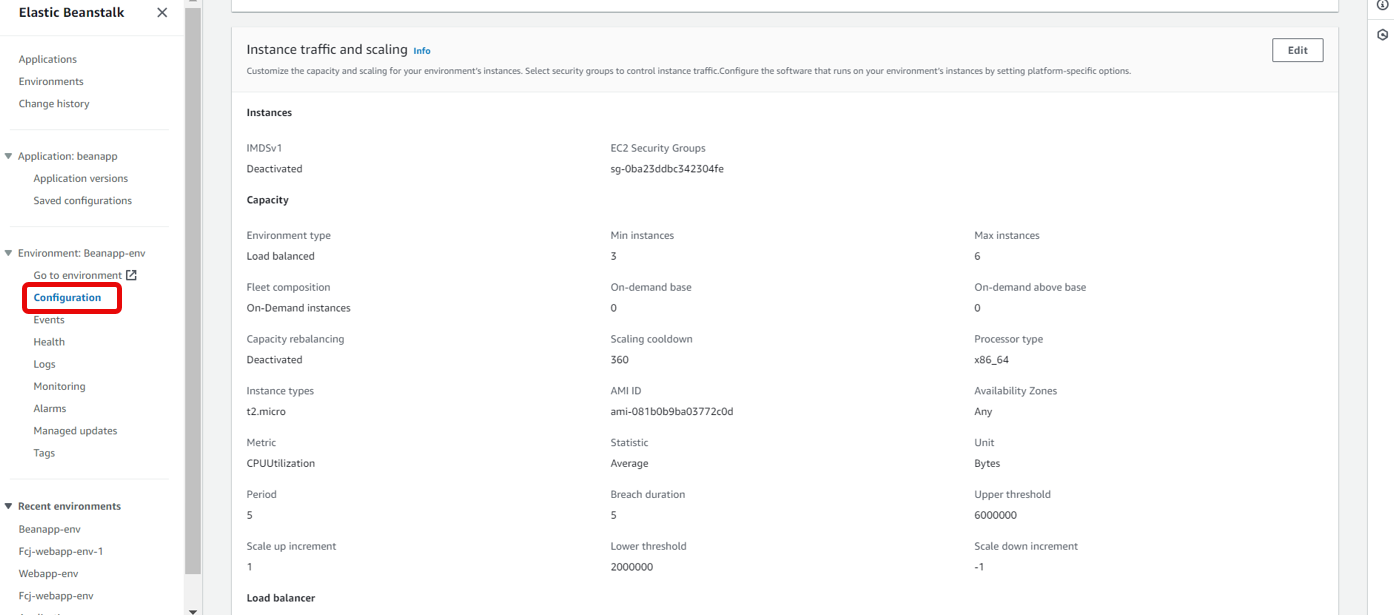 Elastic Beanstalk
Applications
Environments
Change history
Application: beanapp
Application versions
Saved configurations
Environment: Beanapp-env
Go to environment
Configuration
Events
Health
Logs
Monitoring
Alarms
Managed updates
Tags
Recent environments
Beanapp-env
Fcj-webapp-env-1
Webapp-env
Fcj-webapp-env
Instance traffic and scaling Info
Edit
Customize the capacity and scaling for your environment's instances. Select security groups to control instance traffic.Configure the software that runs on your environment's instances by setting platform-specific options.
Instances
IMDSv1 EC2 Security Groups
Deactivated sg-0ba23ddbc342304fe
Capacity
Environment type Min instances Max instances
Load balanced 3 6
Fleet composition On-demand base On-demand above base
On-Demand instances 0 0
Capacity rebalancing Scaling cooldown Processor type
Deactivated 360 x86_64
Instance types AMI ID Availability Zones
t2.micro ami-081b0b9ba03772c0d Any
Metric Statistic Unit
CPUUtilization Average Bytes
Period Breach duration Upper threshold
5 5 6000000
Scale up increment Lower threshold Scale down increment
1 2000000 -1
Load balancer